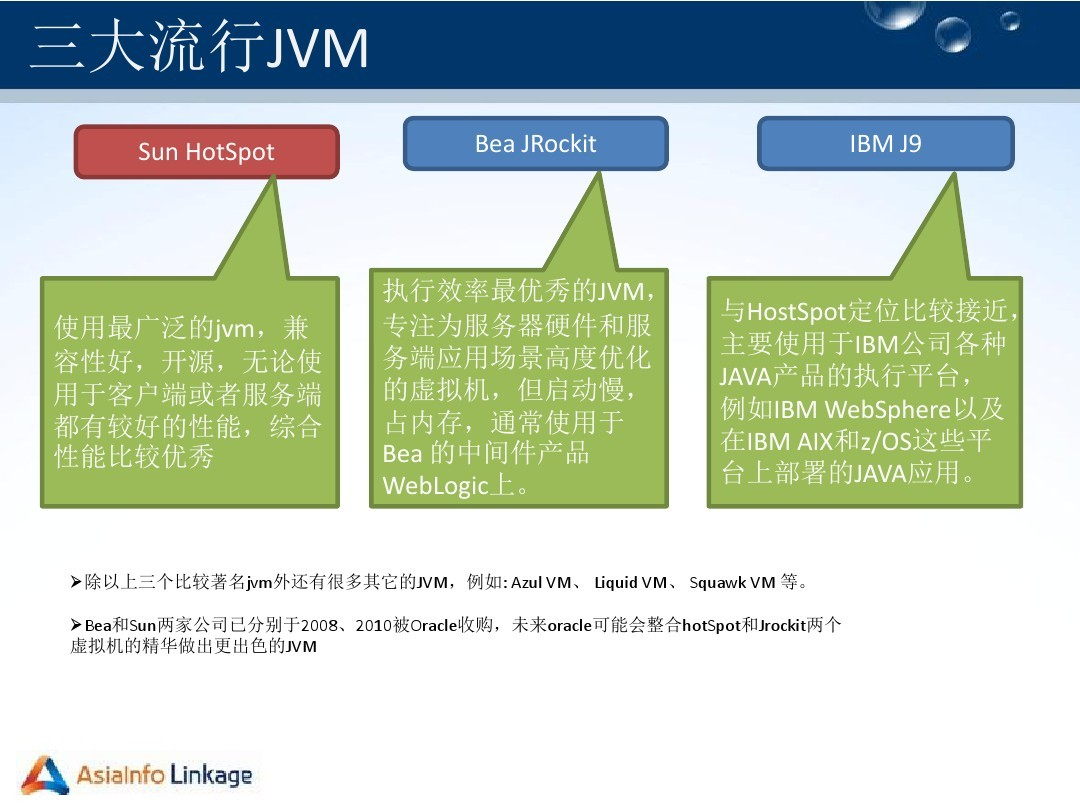 三大流行JVM
Sun HotSpot
Bea JRockit
IBM J9
使用最广泛的jvm，兼
容性好，开源，无论使
用于客户端或者服务端
都有较好的性能，综合
性能比较优秀
执行效率最优秀的JVM，
专注为服务器硬件和服
务端应用场景高度优化
的虚拟机，但启动慢，
占内存，通常使用于
Bea 的中间件产品
WebLogic上。
与HostSpot定位比较接近，
主要使用于IBM公司各种
JAVA产品的执行平台，
例如IBM WebSphere以及
在IBM AIX和z/OS这些平
台上部署的JAVA应用。
➢除以上三个比较著名jvm外还有很多其它的JVM，例如: Azul VM、 Liquid VM、 Squawk VM 等。
➢Bea和Sun两家公司已分别于2008、2010被Oracle收购，未来oracle可能会整合hotSpot和Jrockit两个
虚拟机的精华做出更出色的JVM
AsiaInfo Linkage